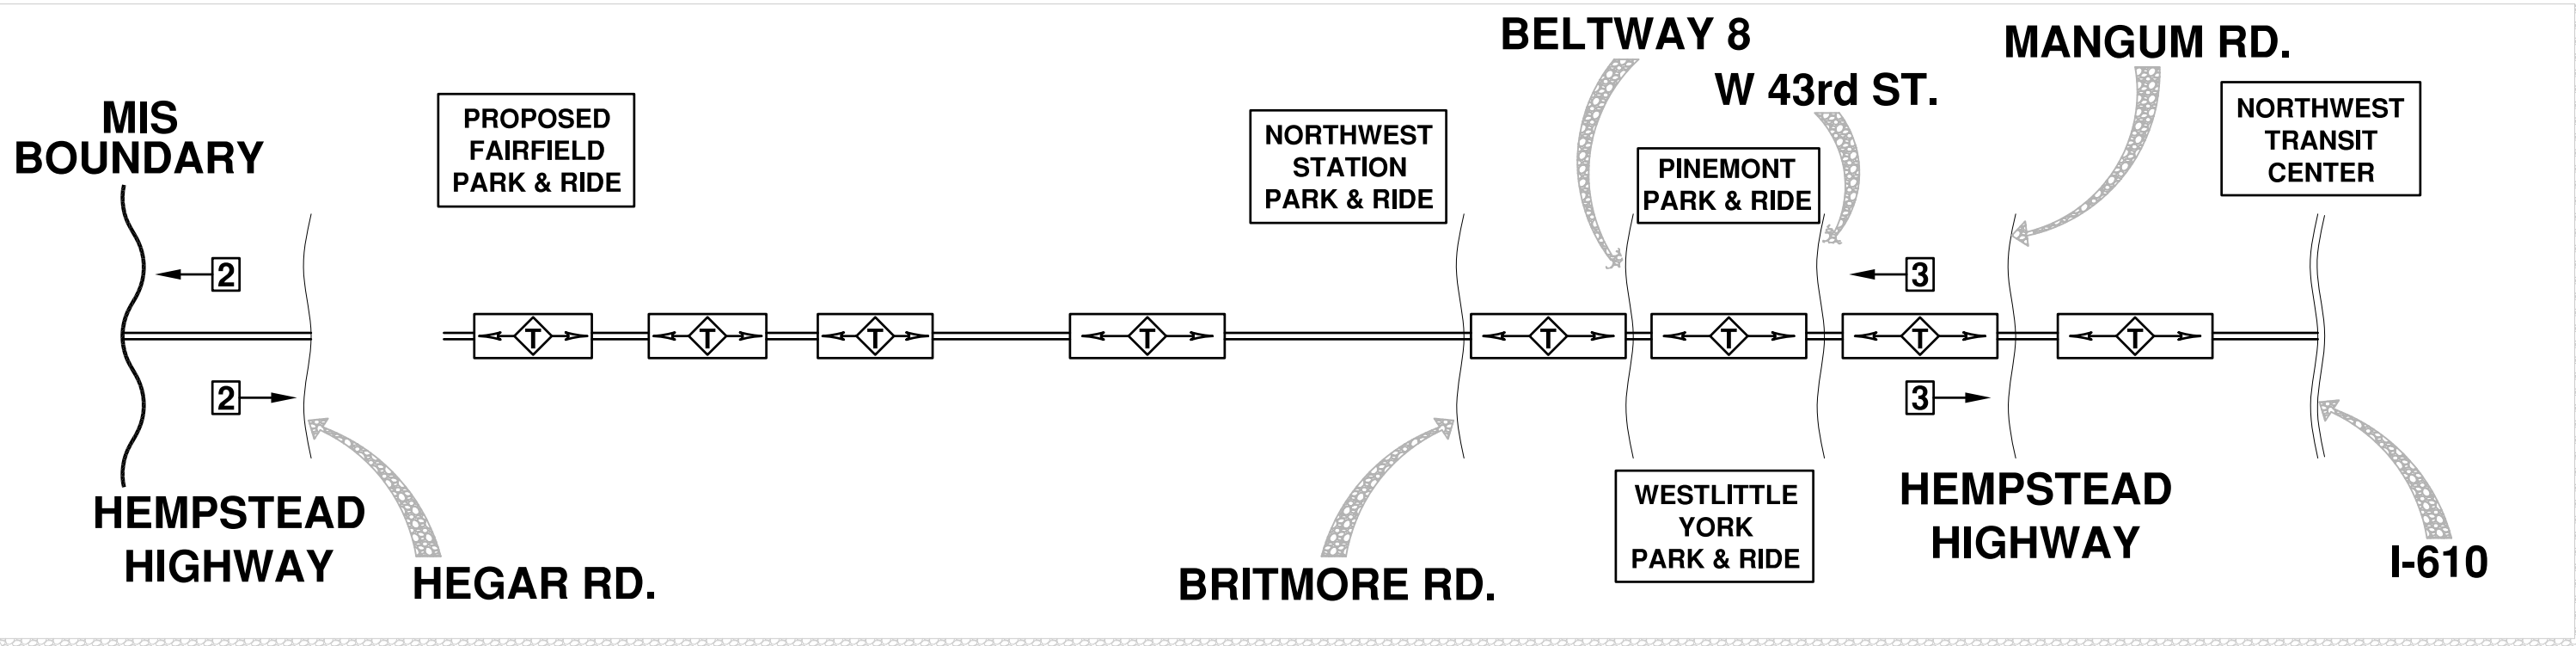 BELTWAY 8
MANGUM RD.
W 43rd ST.
MIS
BOUNDARY
PROPOSED
FAIRFIELD
PARK & RIDE
NORTHWEST
STATION
PARK & RIDE
PINEMONT
PARK & RIDE
NORTHWEST
TRANSIT
CENTER
2
3
T T T T T T T T
2
3
HEMPSTEAD
HIGHWAY
HEGAR RD.
BRITMORE RD.
WESTLITTLE
YORK
PARK & RIDE
HEMPSTEAD
HIGHWAY
I-610